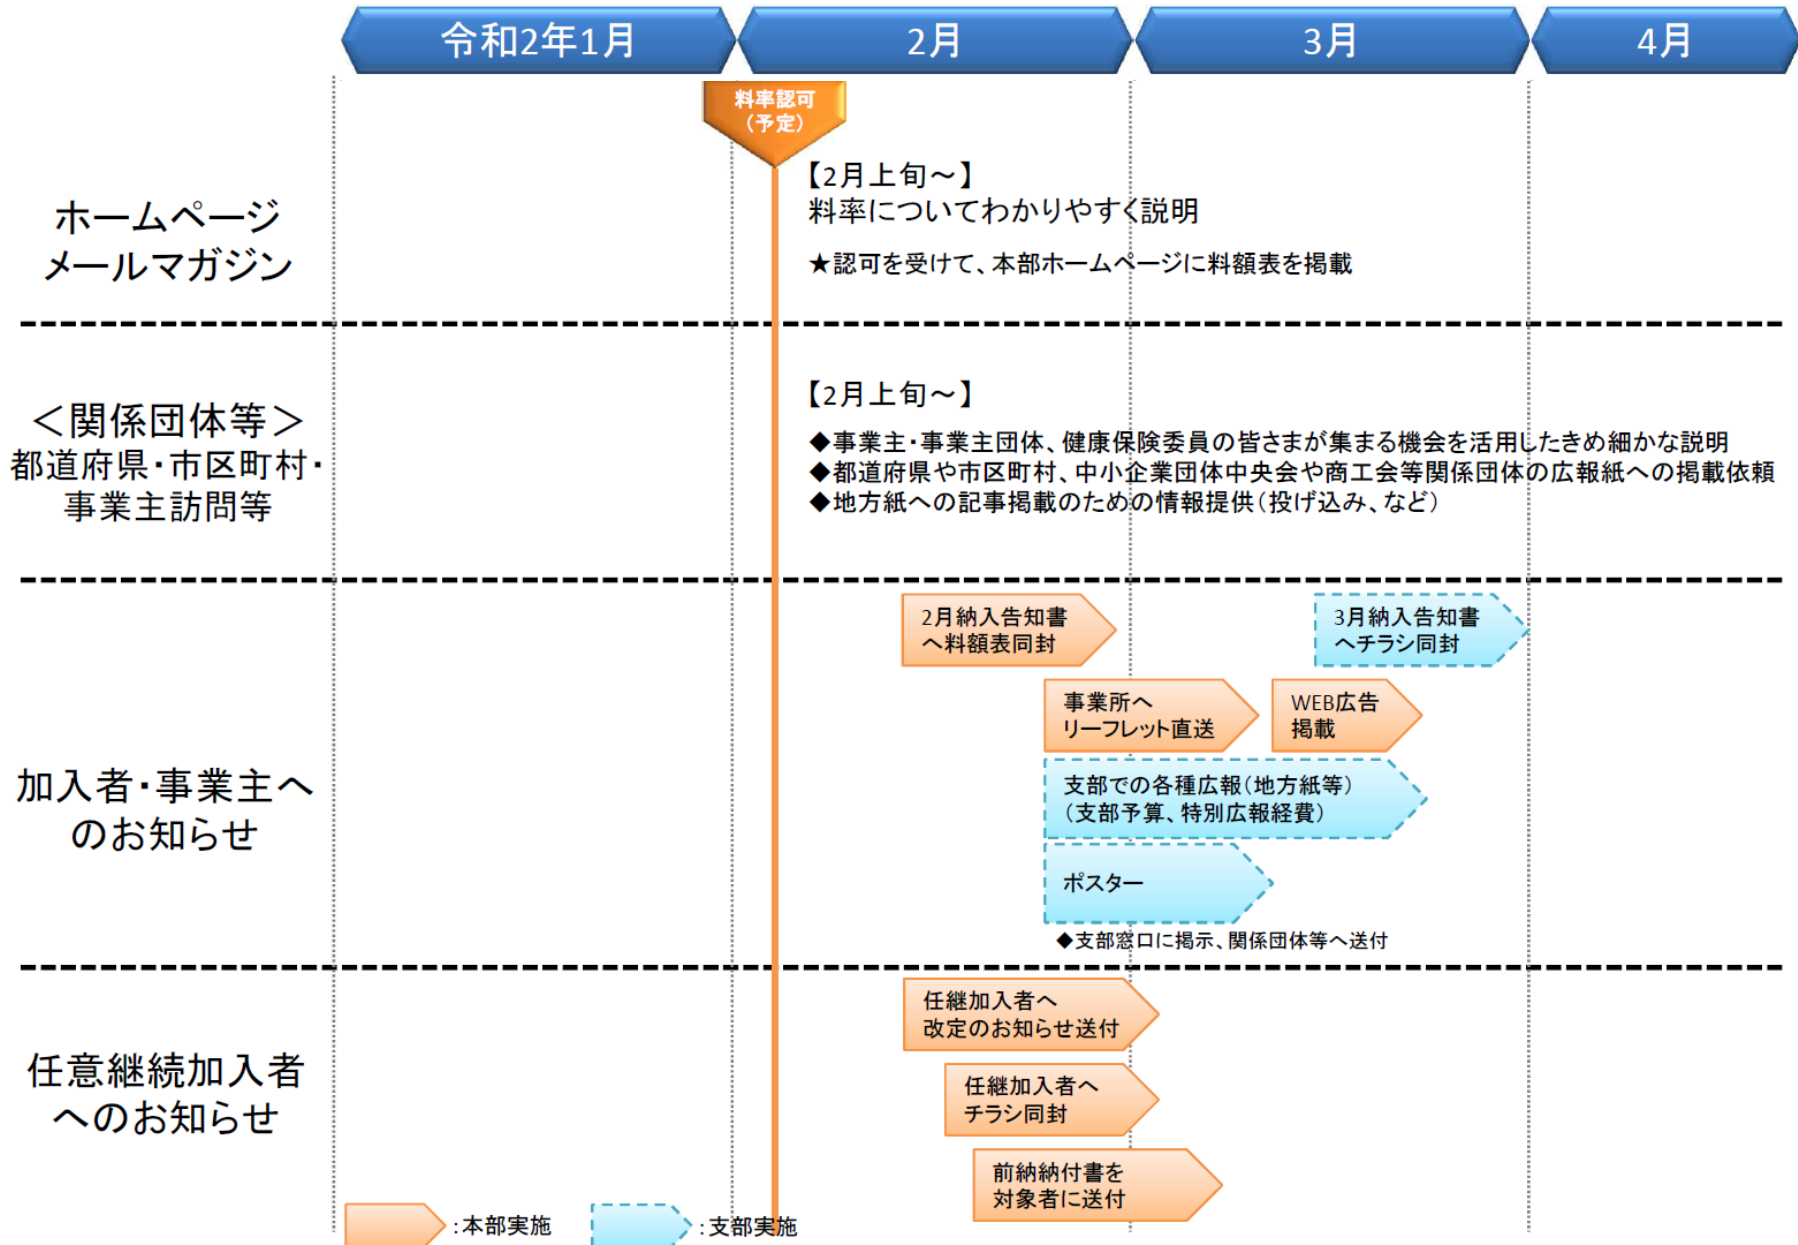 令和2年1月
2月
3月
4月
料率認可
(予定)
ホームページ
メールマガジン
【2月上旬~】
料率についてわかりやすく説明
★認可を受けて、本部ホームページに料額表を掲載
<関係団体等>
都道府県・市区町村・
事業主訪問等
【2月上旬~】
◆事業主・事業主団体、健康保険委員の皆さまが集まる機会を活用したきめ細かな説明
◆都道府県や市区町村、中小企業団体中央会や商工会等関係団体の広報紙への掲載依頼
◆地方紙への記事掲載のための情報提供(投げ込み、など)
加入者・事業主へ
のお知らせ
2月納入告知書
へ料額表同封
3月納入告知書
へチラシ同封
事業所へ
リーフレット直送
WEB広告
掲載
支部での各種広報(地方紙等)
(支部予算、特別広報経費)
ポスター
◆支部窓口に掲示、関係団体等へ送付
任意継続加入者
へのお知らせ
任継加入者へ
改定のお知らせ送付
任継加入者へ
チラシ同封
前納納付書を
対象者に送付
:本部実施
:支部実施